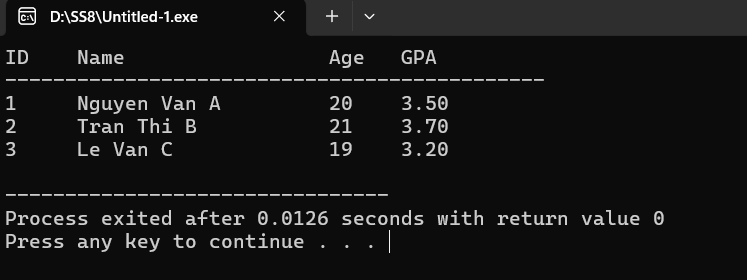 D:\SS8\Untitled-1.exe
ID    Name                 Age   GPA
---------------------------------------------
1     Nguyen Van A         20    3.50
2     Tran Thi B           21    3.70
3     Le Van C             19    3.20
--------------------------------
Process exited after 0.0126 seconds with return value 0
Press any key to continue . . .